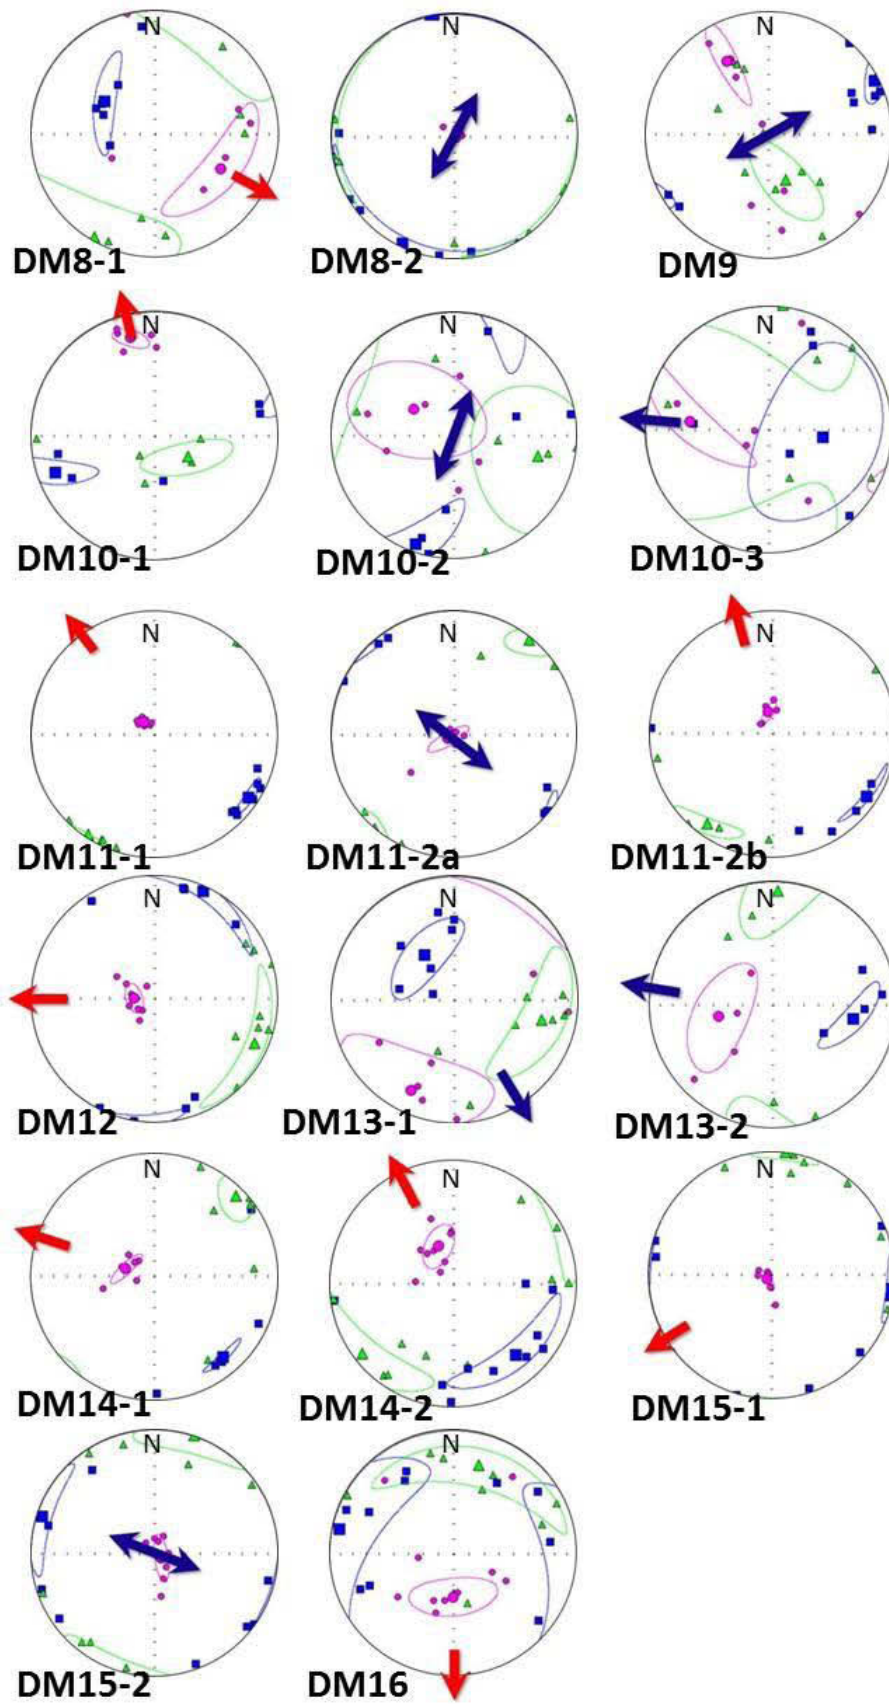 N N N
DM8-1 DM8-2 DM9
N N N
DM10-1 DM10-2 DM10-3
N N N
DM11-1 DM11-2a DM11-2b
N N N
DM12 DM13-1 DM13-2
N N N
DM14-1 DM14-2 DM15-1
N N
DM15-2 DM16